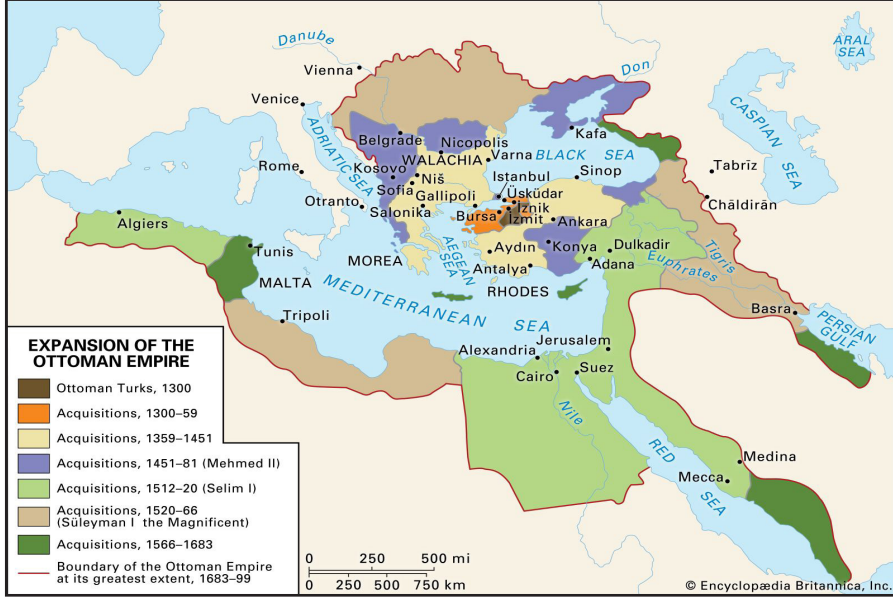 Danube
Vienna
Don
ARAL
SEA
Venice
ADRIATIC SEA
Belgrade
Nicopolis
Kafa
CASPIAN
SEA
WALACHIA
Varna
BLACK SEA
Kosovo
Rome
Sofia
Niš
Istanbul
Sinop
Tabrīz
Gallipoli
Üsküdar
Otranto
Salonika
Bursa
İznik
İzmit
Chāldirān
Algiers
Ankara
Tunis
MOREA
AEGEAN
SEA
Aydın
Konya
Dulkadir
Antalya
Adana
Euphrates
Tigris
MALTA
MEDITERRANEAN SEA
RHODES
Basra
PERSIAN
GULF
Tripoli
Alexandria
Jerusalem
Cairo
Suez
Nile
RED
SEA
Medina
Mecca
EXPANSION OF THE
OTTOMAN EMPIRE
Ottoman Turks, 1300
Acquisitions, 1300–59
Acquisitions, 1359–1451
Acquisitions, 1451–81 (Mehmed II)
Acquisitions, 1512–20 (Selim I)
Acquisitions, 1520–66
(Süleyman I the Magnificent)
Acquisitions, 1566–1683
Boundary of the Ottoman Empire
at its greatest extent, 1683–99
0 250 500 mi
0 250 500 750 km
© Encyclopædia Britannica, Inc.